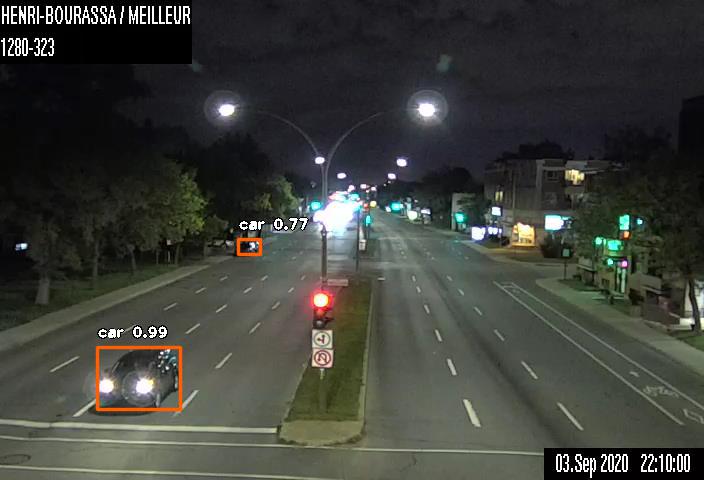 HENRI-BOURASSA / MEILLEUR
1280-323
car 0.77
car 0.99
03.Sep 2020 22:10:00